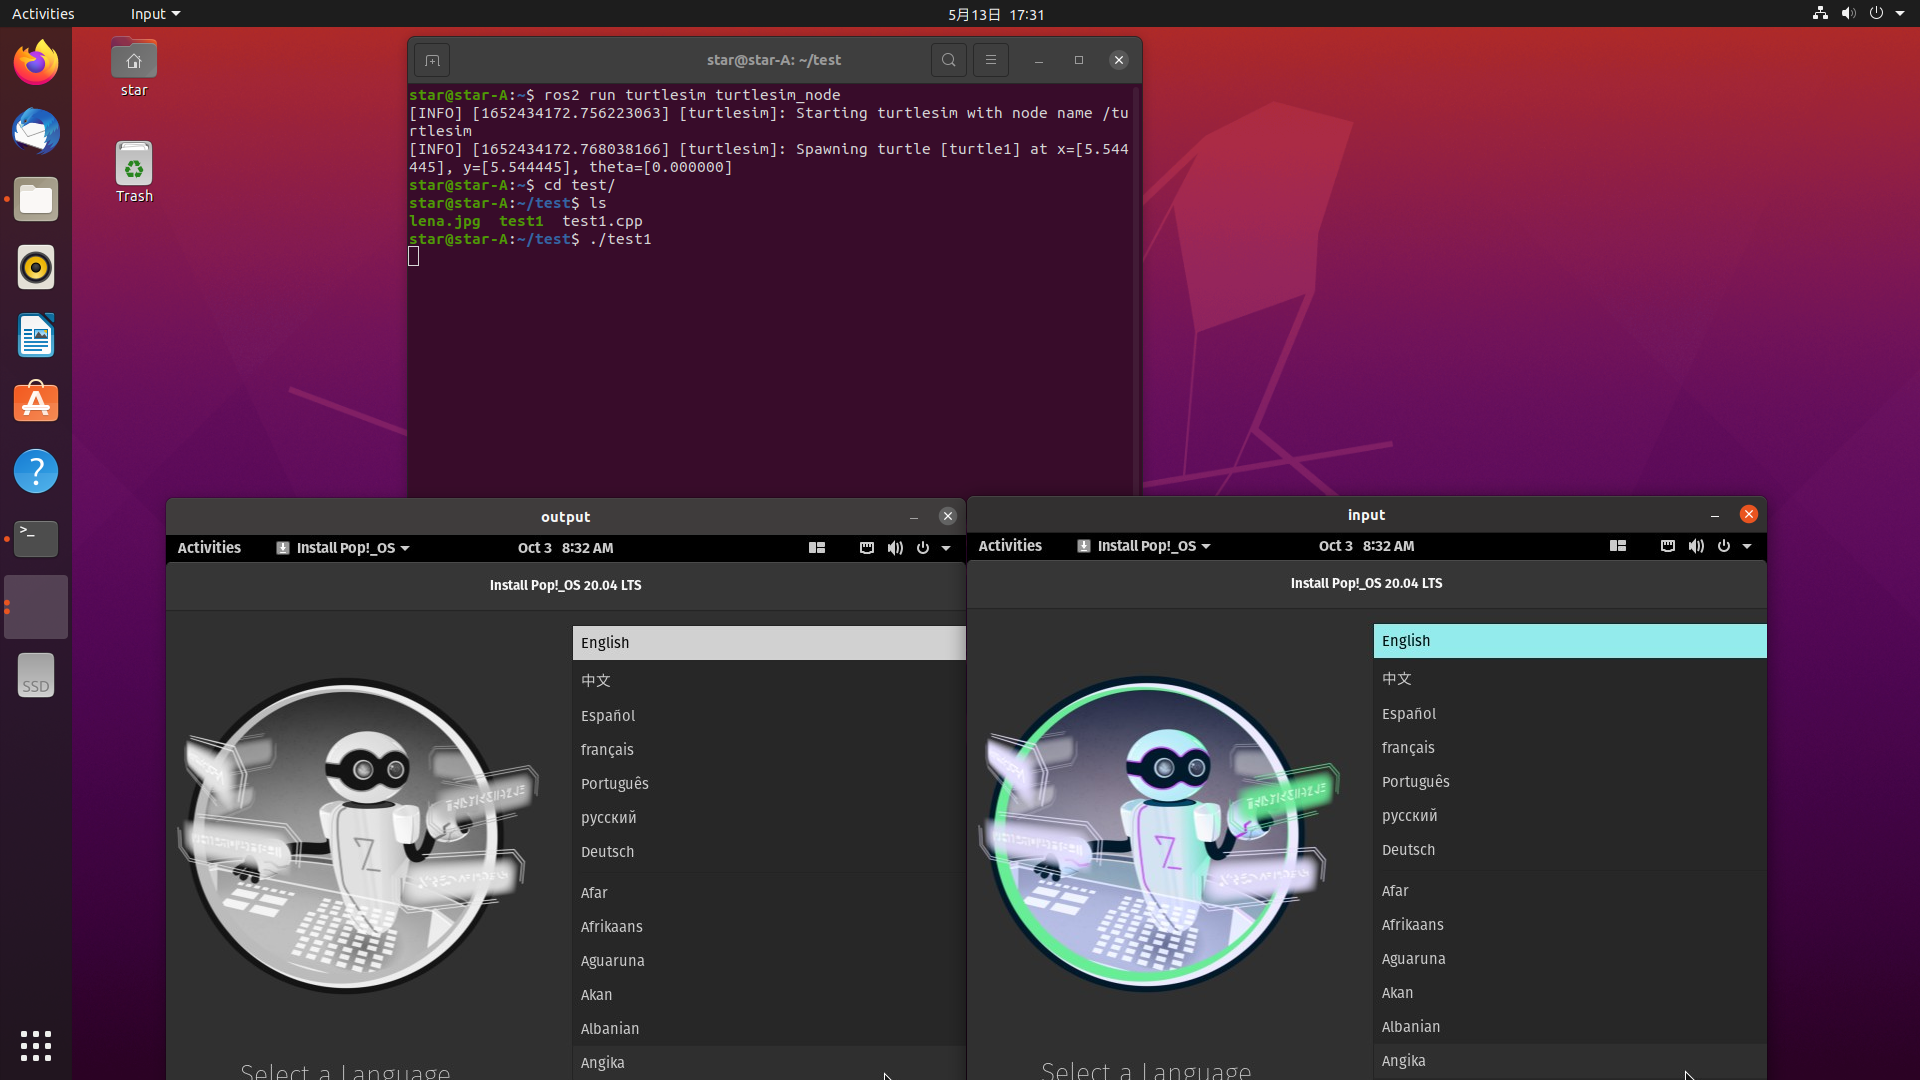 Activities
Input
5月13日 17:31
star
Trash
SSD
star@star-A: ~/test
star@star-A:~$ ros2 run turtlesim turtlesim_node
[INFO] [1652434172.756223063] [turtlesim]: Starting turtlesim with node name /tu
rtlesim
[INFO] [1652434172.768038166] [turtlesim]: Spawning turtle [turtle1] at x=[5.544
445], y=[5.544445], theta=[0.000000]
star@star-A:~$ cd test/
star@star-A:~/test$ ls
lena.jpg test1 test1.cpp
star@star-A:~/test$ ./test1
output
Activities
Install Pop!_OS
Oct 3 8:32 AM
Install Pop!_OS 20.04 LTS
English
中文
Español
français
Português
русский
Deutsch
Afar
Afrikaans
Aguaruna
Akan
Albanian
Angika
Select a Language
input
Activities
Install Pop!_OS
Oct 3 8:32 AM
Install Pop!_OS 20.04 LTS
English
中文
Español
français
Português
русский
Deutsch
Afar
Afrikaans
Aguaruna
Akan
Albanian
Angika
Select a Language